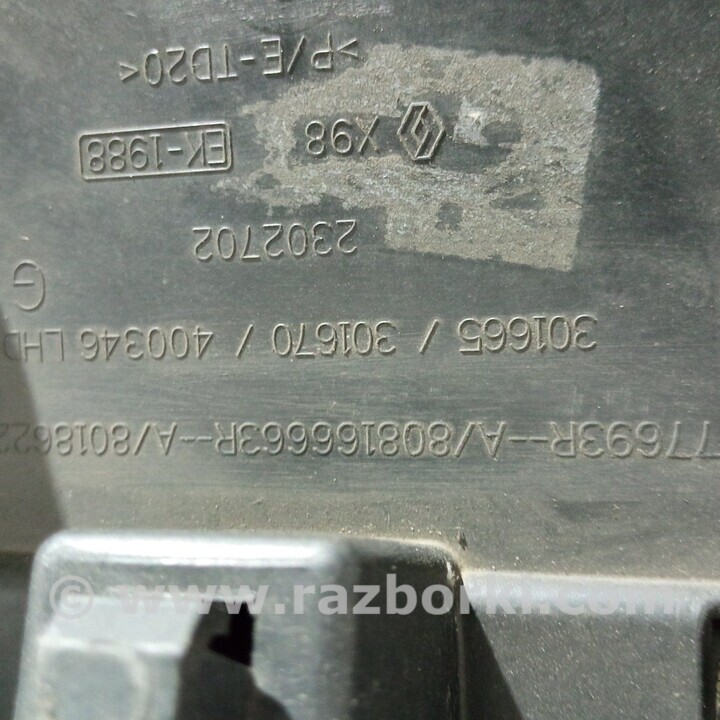 77693R--A/808166663R--A/801862
301665 / 301670 / 400346 LHD
G
2302702
X98 EK-1988
>P/E-TD20<
© www.razborki.com